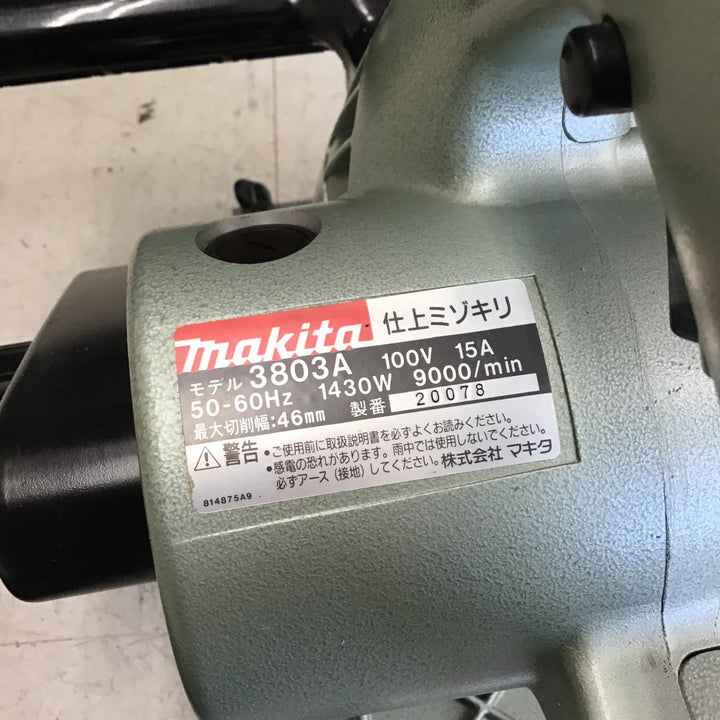 makita 仕上ミゾキリ
モデル 3803A 100V 15A
50-60Hz 1430W 9000/min
最大切削幅:46mm 製番 20078
警告 ・ご使用前に取扱説明書を必ずよくお読みください。
・感電の恐れがあります。雨中では使用しないでください。
必ずアース(接地)してください。 株式会社 マキタ
814875A9